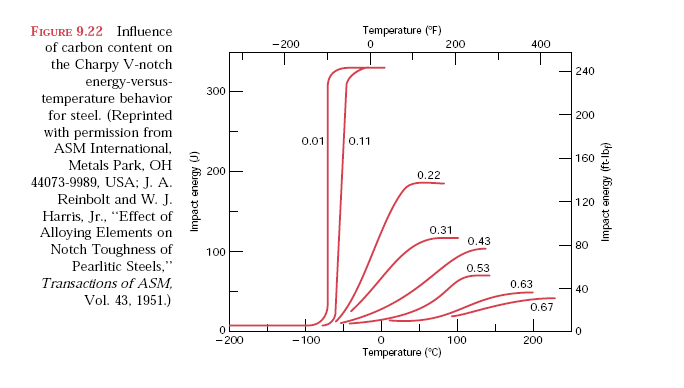 FIGURE 9.22 Influence
of carbon content on
the Charpy V-notch
energy-versus-
temperature behavior
for steel. (Reprinted
with permission from
ASM International,
Metals Park, OH
44073-9989, USA; J. A.
Reinbolt and W. J.
Harris, Jr., “Effect of
Alloying Elements on
Notch Toughness of
Pearlitic Steels,”
Transactions of ASM,
Vol. 43, 1951.)
Temperature (°F)
−200 0 200 400
Impact energy (J)
300
200
100
0
0.01
0.11
0.22
0.31
0.43
0.53
0.63
0.67
240
200
160
120
80
40
0
Impact energy (ft-lbf)
−200 −100 0 100 200
Temperature (°C)